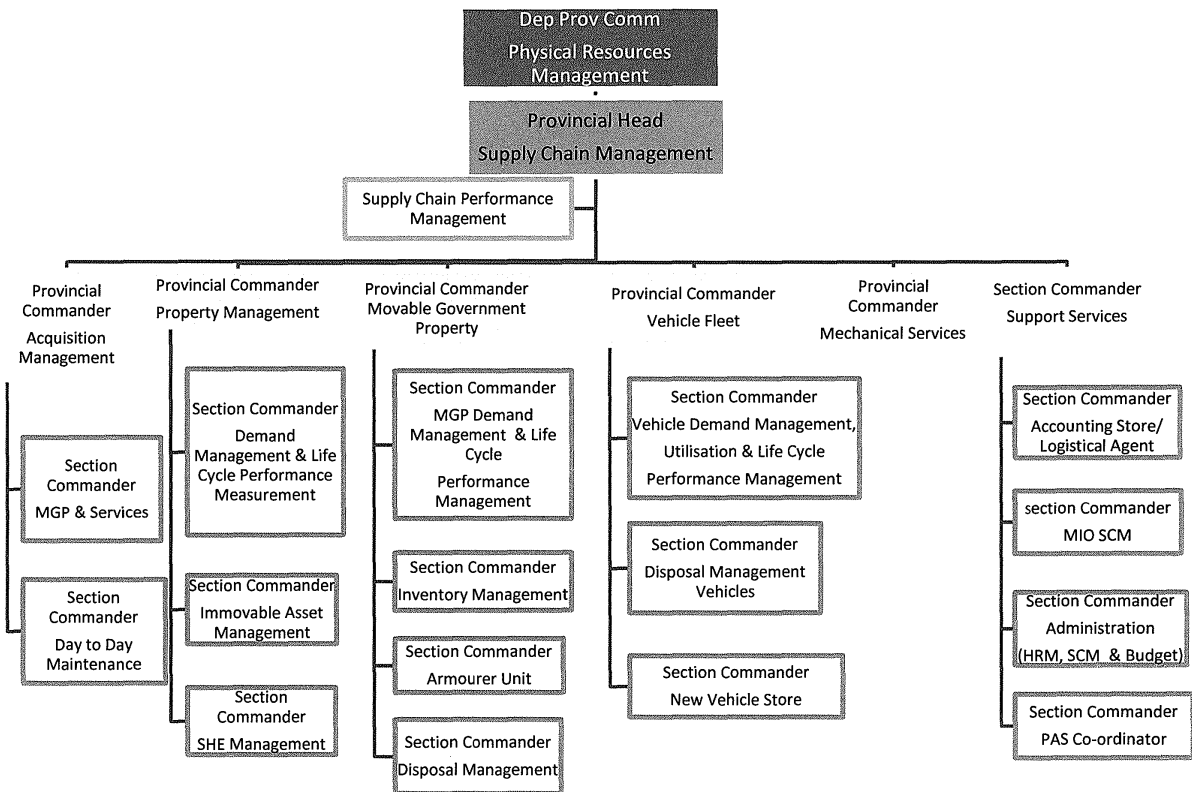 Dep Prov Comm
Physical Resources
Management
Provincial Head
Supply Chain Management
Supply Chain Performance
Management
Provincial
Commander
Acquisition
Management
Section
Commander
MGP & Services
Section
Commander
Day to Day
Maintenance
Provincial Commander
Property Management
Section Commander
Demand
Management & Life
Cycle Performance
Measurement
Section Commander
Immovable Asset
Management
Section
Commander
SHE Management
Provincial Commander
Movable Government
Property
Section Commander
MGP Demand
Management & Life
Cycle
Performance
Management
Section Commander
Inventory Management
Section Commander
Armourer Unit
Section Commander
Disposal Management
Provincial Commander
Vehicle Fleet
Section Commander
Vehicle Demand Management,
Utilisation & Life Cycle
Performance Management
Section Commander
Disposal Management
Vehicles
Section Commander
New Vehicle Store
Provincial
Commander
Mechanical Services
Section Commander
Support Services
Section Commander
Accounting Store/
Logistical Agent
section Commander
MIO SCM
Section Commander
Administration
(HRM, SCM & Budget)
Section Commander
PAS Co-ordinator